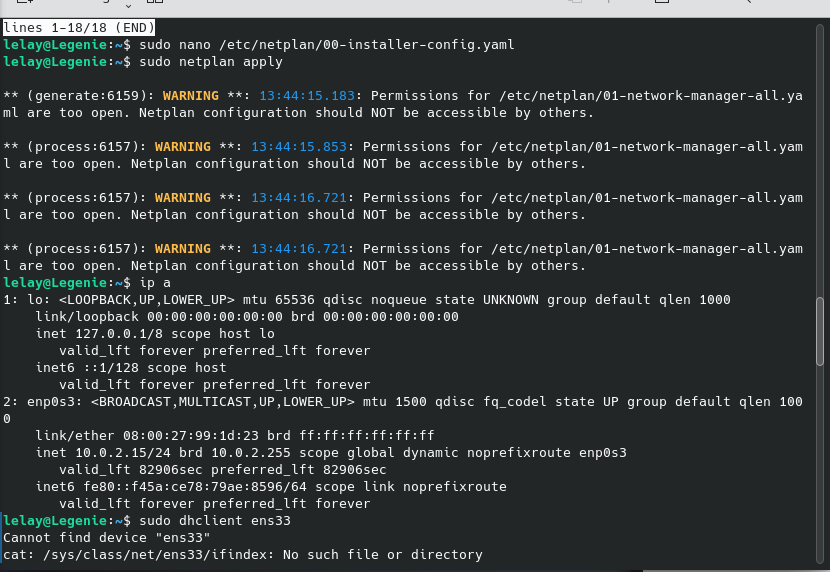 lines 1-18/18 (END)
lelay@Legenie:~$ sudo nano /etc/netplan/00-installer-config.yaml
lelay@Legenie:~$ sudo netplan apply
** (generate:6159): WARNING **: 13:44:15.183: Permissions for /etc/netplan/01-network-manager-all.ya
ml are too open. Netplan configuration should NOT be accessible by others.
** (process:6157): WARNING **: 13:44:15.853: Permissions for /etc/netplan/01-network-manager-all.yam
l are too open. Netplan configuration should NOT be accessible by others.
** (process:6157): WARNING **: 13:44:16.721: Permissions for /etc/netplan/01-network-manager-all.yam
l are too open. Netplan configuration should NOT be accessible by others.
** (process:6157): WARNING **: 13:44:16.721: Permissions for /etc/netplan/01-network-manager-all.yam
l are too open. Netplan configuration should NOT be accessible by others.
lelay@Legenie:~$ ip a
1: lo: <LOOPBACK,UP,LOWER_UP> mtu 65536 qdisc noqueue state UNKNOWN group default qlen 1000
    link/loopback 00:00:00:00:00:00 brd 00:00:00:00:00:00
    inet 127.0.0.1/8 scope host lo
       valid_lft forever preferred_lft forever
    inet6 ::1/128 scope host
       valid_lft forever preferred_lft forever
2: enp0s3: <BROADCAST,MULTICAST,UP,LOWER_UP> mtu 1500 qdisc fq_codel state UP group default qlen 100
0
    link/ether 08:00:27:99:1d:23 brd ff:ff:ff:ff:ff:ff
    inet 10.0.2.15/24 brd 10.0.2.255 scope global dynamic noprefixroute enp0s3
       valid_lft 82906sec preferred_lft 82906sec
    inet6 fe80::f45a:ce78:79ae:8596/64 scope link noprefixroute
       valid_lft forever preferred_lft forever
lelay@Legenie:~$ sudo dhclient ens33
Cannot find device "ens33"
cat: /sys/class/net/ens33/ifindex: No such file or directory